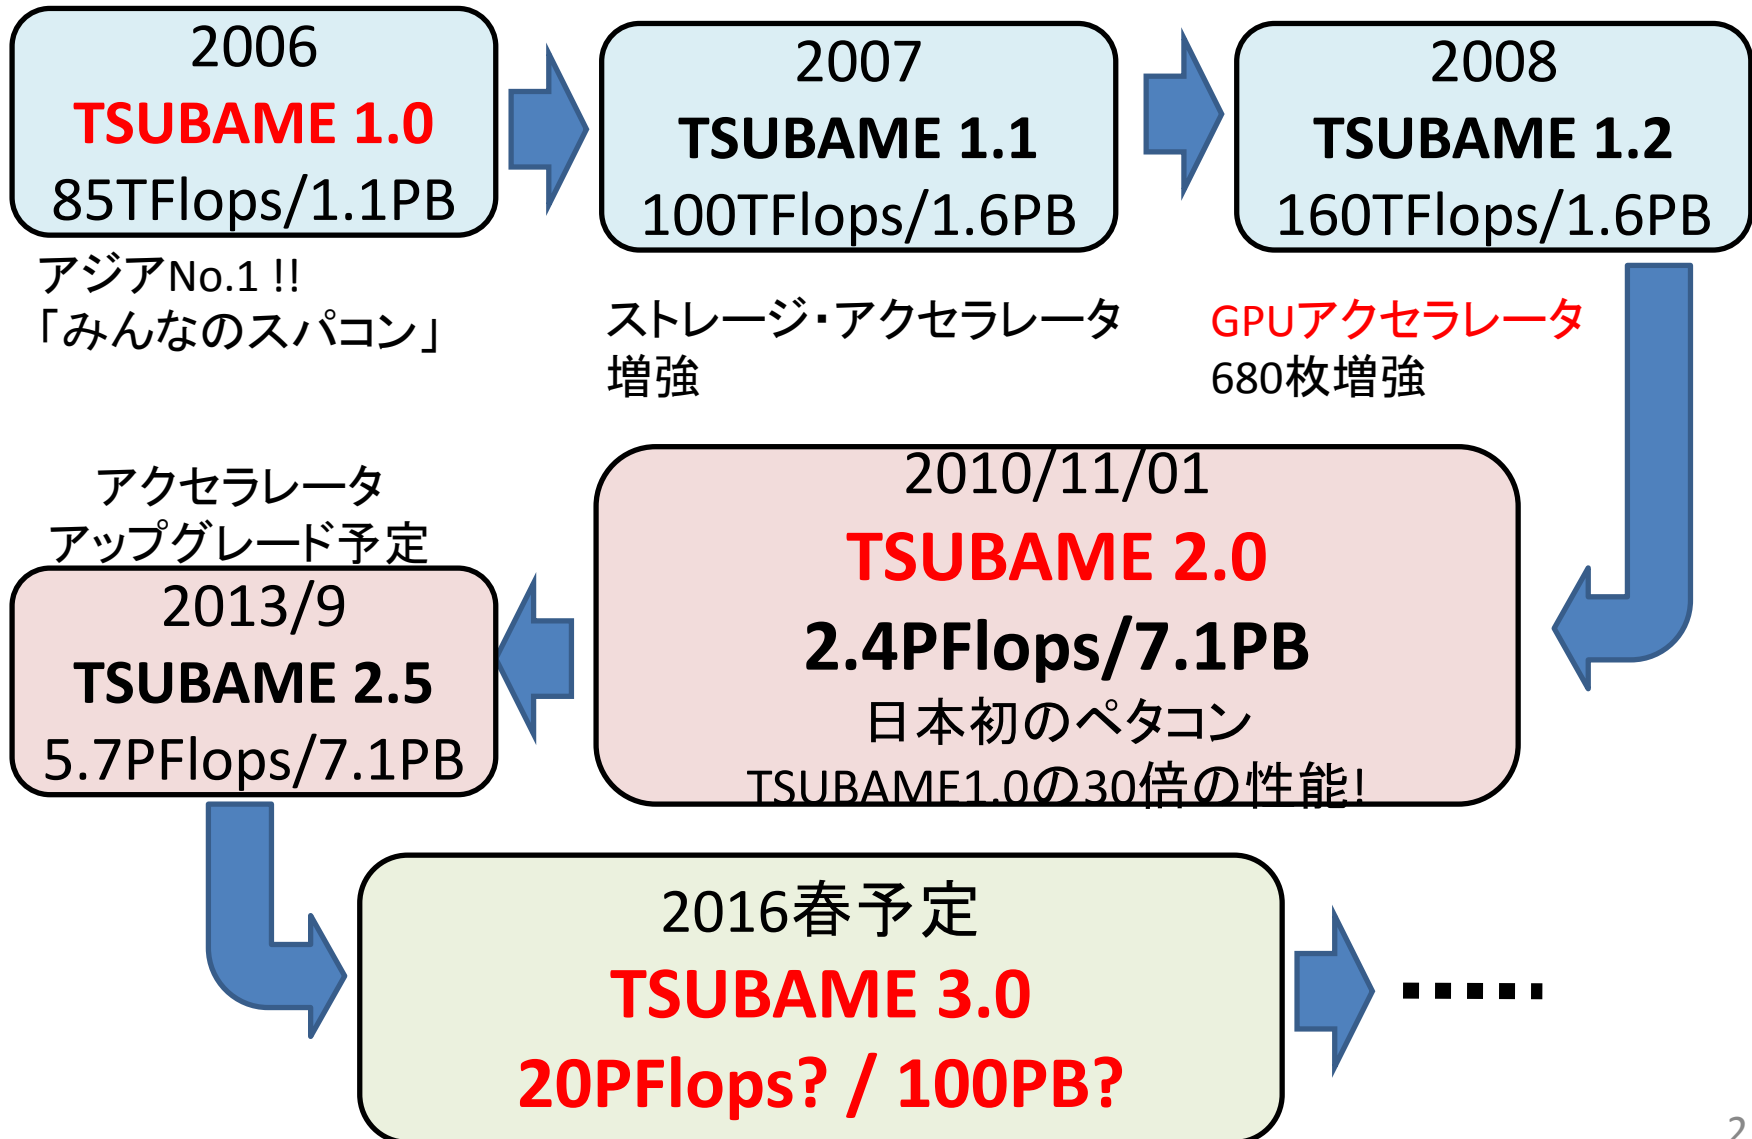 2006
TSUBAME 1.0
85TFlops/1.1PB
アジアNo.1 !!
「みんなのスパコン」
2007
TSUBAME 1.1
100TFlops/1.6PB
ストレージ・アクセラレータ
増強
2008
TSUBAME 1.2
160TFlops/1.6PB
GPUアクセラレータ
680枚増強
2010/11/01
TSUBAME 2.0
2.4PFlops/7.1PB
日本初のペタコン
TSUBAME1.0の30倍の性能!
アクセラレータ
アップグレード予定
2013/9
TSUBAME 2.5
5.7PFlops/7.1PB
2016春予定
TSUBAME 3.0
20PFlops? / 100PB?
2